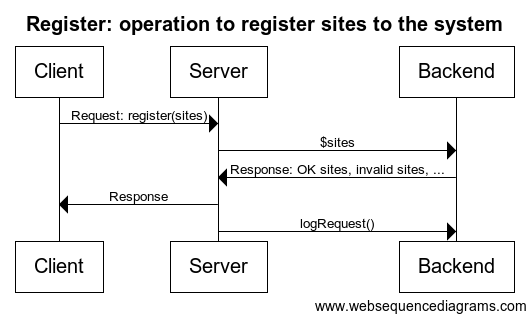 Register: operation to register sites to the system
Client Server Backend
Request: register(sites)
$sites
Response: OK sites, invalid sites, ...
Response
logRequest()
Client Server Backend
www.websequencediagrams.com